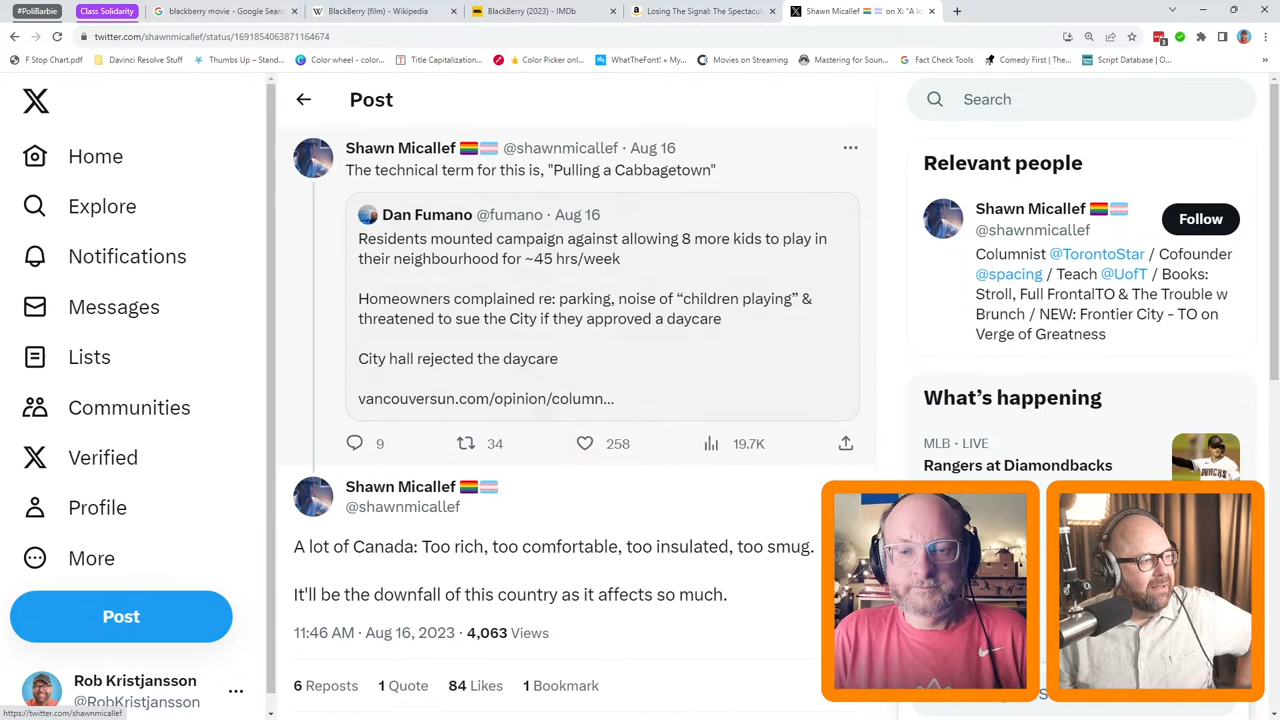 #PoliBarbie
Class Solidarity
blackberry movie - Google Sear
BlackBerry (film) - Wikipedia
BlackBerry (2023) - IMDb
Losing The Signal: The Spectacul
Shawn Micallef on X: "A lo
twitter.com/shawnmicallef/status/1691854063871164674
3
F Stop Chart.pdf
Davinci Resolve Stuff
Thumbs Up – Stand...
Color wheel - color...
Title Capitalization...
Color Picker onl...
WhatTheFont! « My...
Movies on Streaming
Mastering for Soun...
Fact Check Tools
Comedy First | The...
Script Database | O...
»
Home
Explore
Notifications
Messages
Lists
Communities
Verified
Profile
More
Post
Rob Kristjansson
@RobKristjansson
https://twitter.com/shawnmicallef
Post
Shawn Micallef 🏳️‍🌈🏳️‍⚧️ @shawnmicallef · Aug 16
The technical term for this is, "Pulling a Cabbagetown"
Dan Fumano @fumano · Aug 16
Residents mounted campaign against allowing 8 more kids to play in
their neighbourhood for ~45 hrs/week
Homeowners complained re: parking, noise of “children playing” &
threatened to sue the City if they approved a daycare
City hall rejected the daycare
vancouversun.com/opinion/column...
9 34 258 19.7K
Shawn Micallef 🏳️‍🌈🏳️‍⚧️
@shawnmicallef
A lot of Canada: Too rich, too comfortable, too insulated, too smug.
It'll be the downfall of this country as it affects so much.
11:46 AM · Aug 16, 2023 · 4,063 Views
6 Reposts 1 Quote 84 Likes 1 Bookmark
Search
Relevant people
Shawn Micallef 🏳️‍🌈🏳️‍⚧️
@shawnmicallef
Follow
Columnist @TorontoStar / Cofounder
@spacing / Teach @UofT / Books:
Stroll, Full FrontalTO & The Trouble w
Brunch / NEW: Frontier City - TO on
Verge of Greatness
What’s happening
MLB · LIVE
Rangers at Diamondbacks